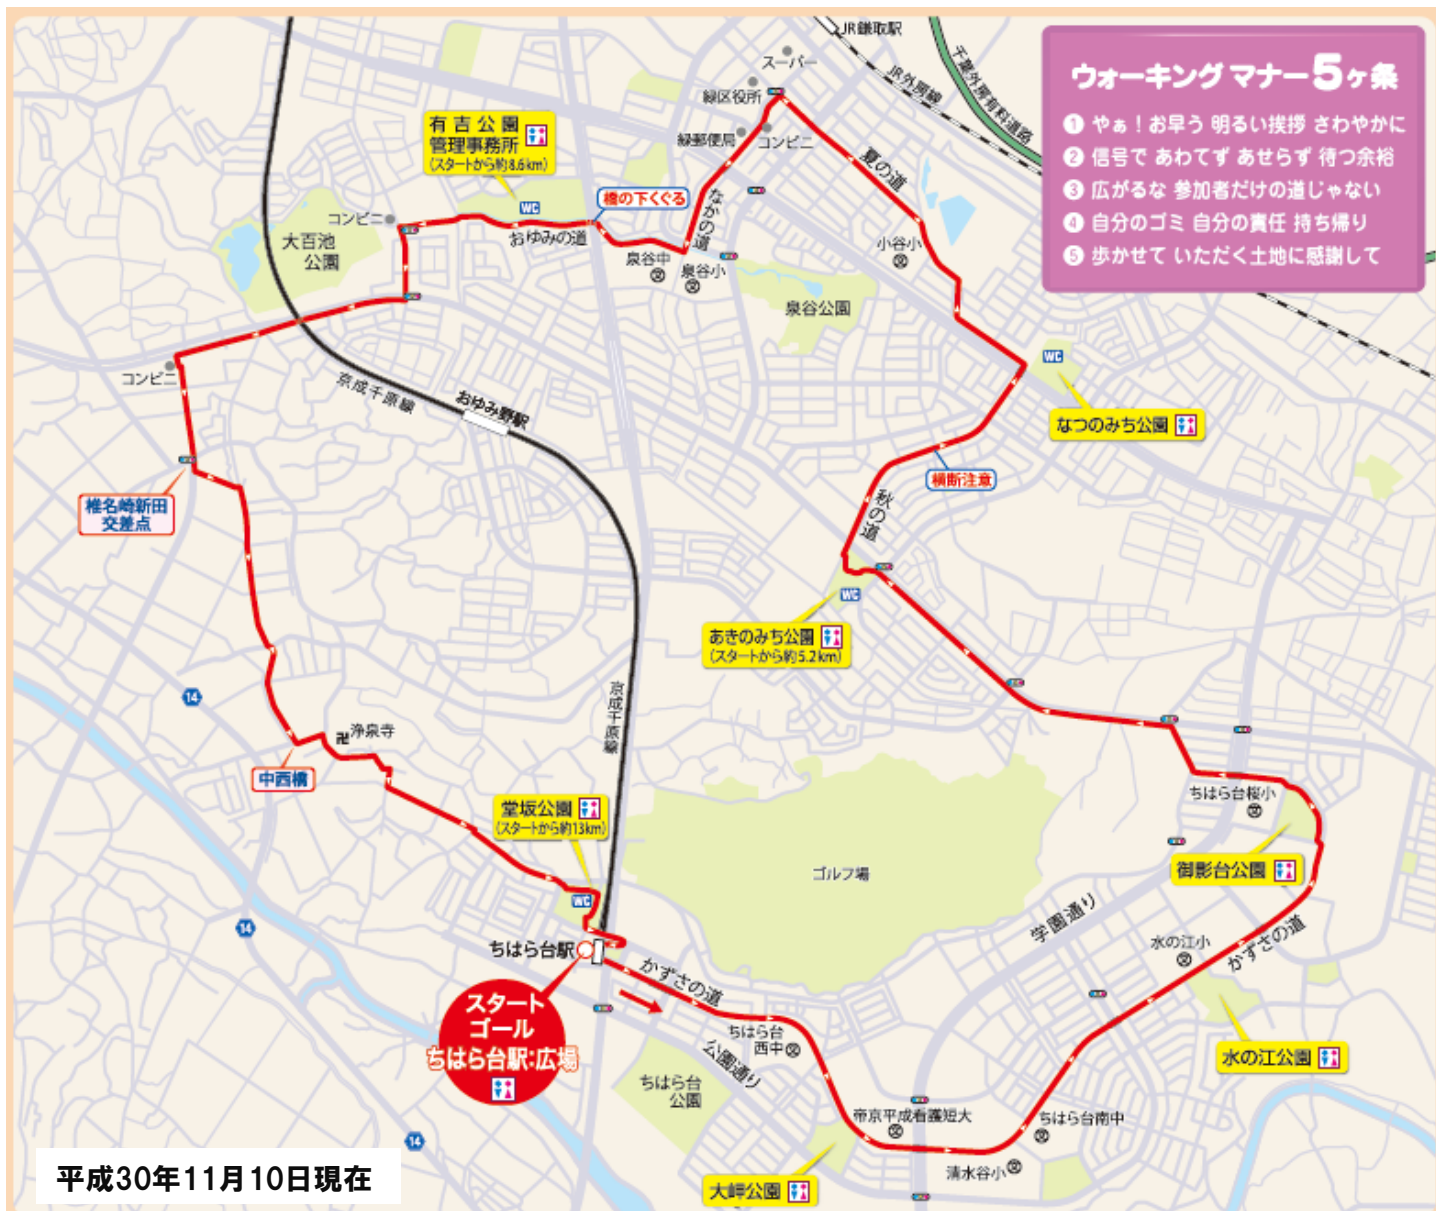 JR鎌取駅
スーパー
緑区役所
JR外房線
千葉外房有料道路
緑郵便局
コンビニ
夏の道
なかの道
ウォーキング マナー5ヶ条
① やぁ！お早う 明るい挨拶 さわやかに
② 信号で あわてず あせらず 待つ余裕
③ 広がるな 参加者だけの道じゃない
④ 自分のゴミ 自分の責任 持ち帰り
⑤ 歩かせて いただく土地に感謝して
有吉公園
管理事務所
(スタートから約8.6km)
WC
橋の下くぐる
コンビニ
おゆみの道
大百池
公園
泉谷中
泉谷小
小谷小
泉谷公園
コンビニ
京成千原線
おゆみ野駅
WC
なつのみち公園
横断注意
秋の道
椎名崎新田
交差点
WC
あきのみち公園
(スタートから約5.2km)
14
京成千原線
卍浄泉寺
中西橋
堂坂公園
(スタートから約13km)
ちはら台桜小
御影台公園
ゴルフ場
WC
14
ちはら台駅
学園通り
水の江小
かずさの道
かずさの道
スタート
ゴール
ちはら台駅:広場
ちはら台
西中
公園通り
水の江公園
ちはら台
公園
帝京平成看護短大
ちはら台南中
14
清水谷小
大岬公園
平成30年11月10日現在